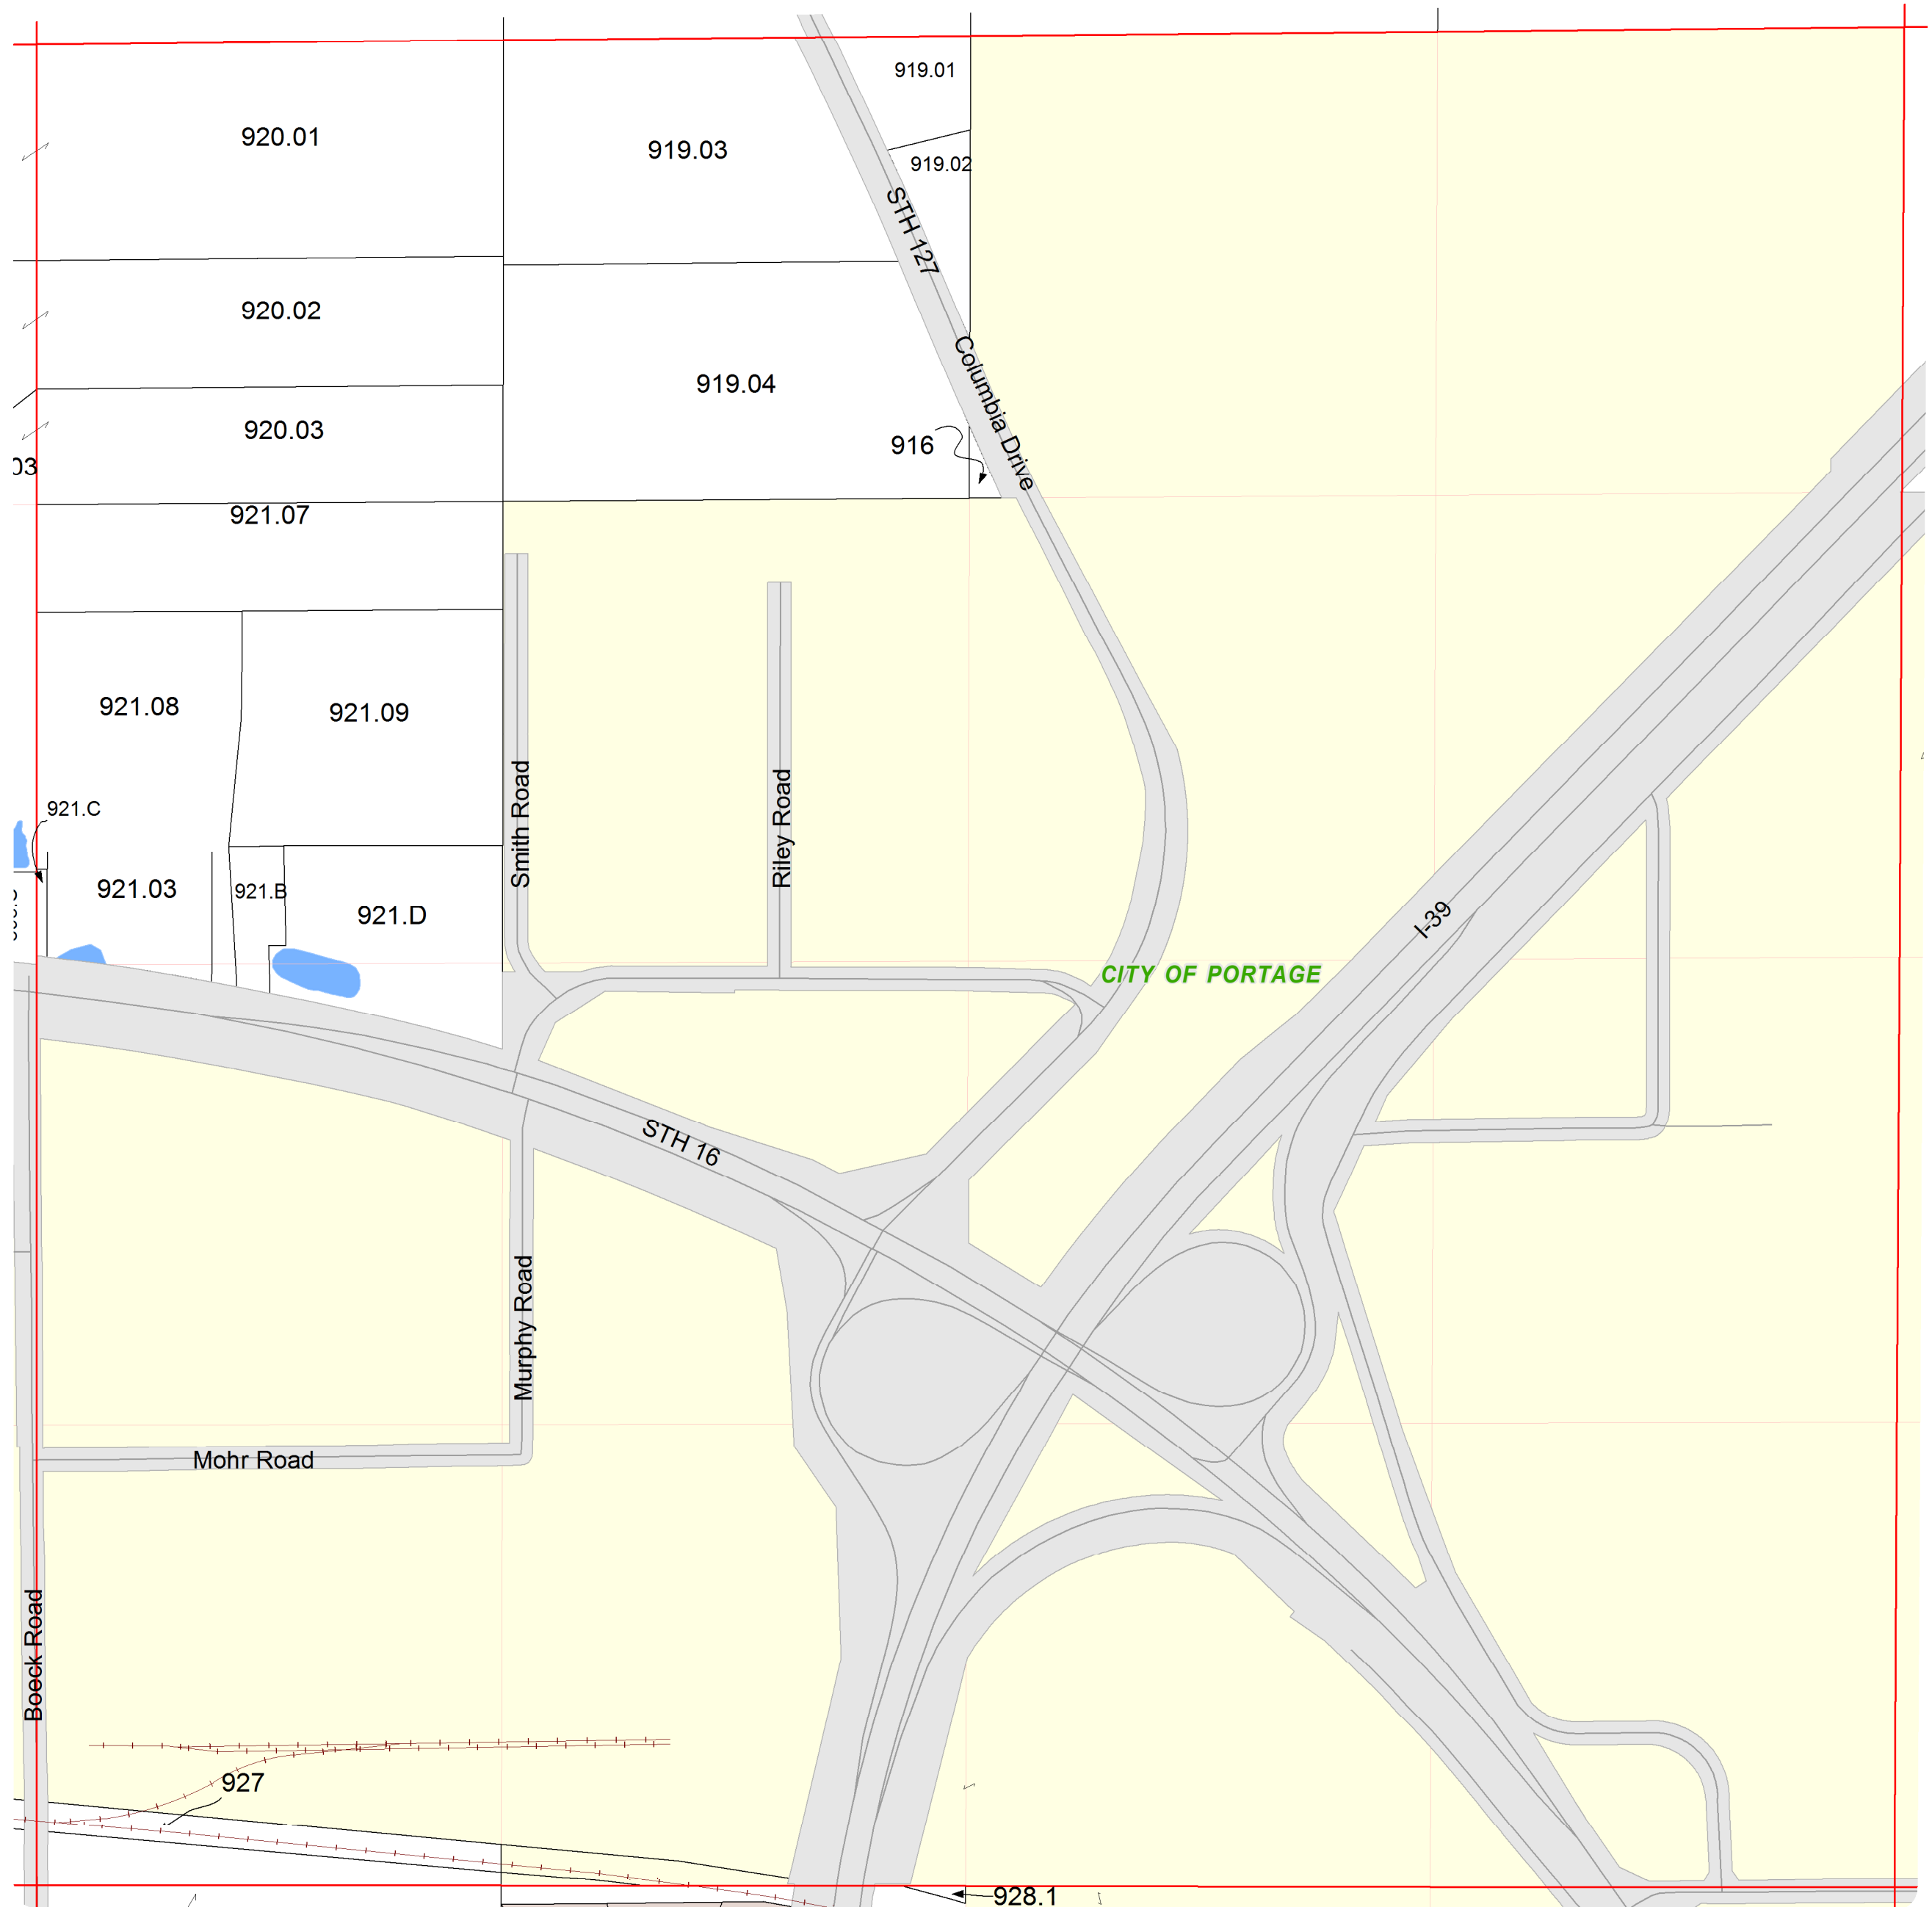 919.01
920.01
919.03
919.02
STH 127
920.02
Columbia Drive
919.04
920.03
916
03
921.07
921.08
921.09
Smith Road
Riley Road
921.C
921.03
921.B
921.D
I-39
CITY OF PORTAGE
STH 16
Murphy Road
Mohr Road
Boeck Road
927
928.1